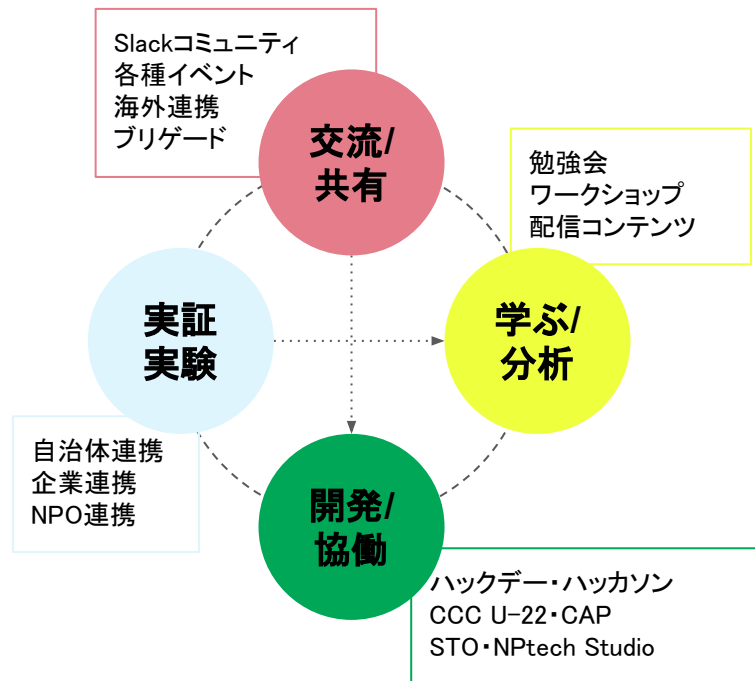 Slackコミュニティ
各種イベント
海外連携
ブリゲード
交流/
共有
勉強会
ワークショップ
配信コンテンツ
学ぶ/
分析
実証
実験
自治体連携
企業連携
NPO連携
開発/
協働
ハックデー・ハッカソン
CCC U-22・CAP
STO・NPtech Studio